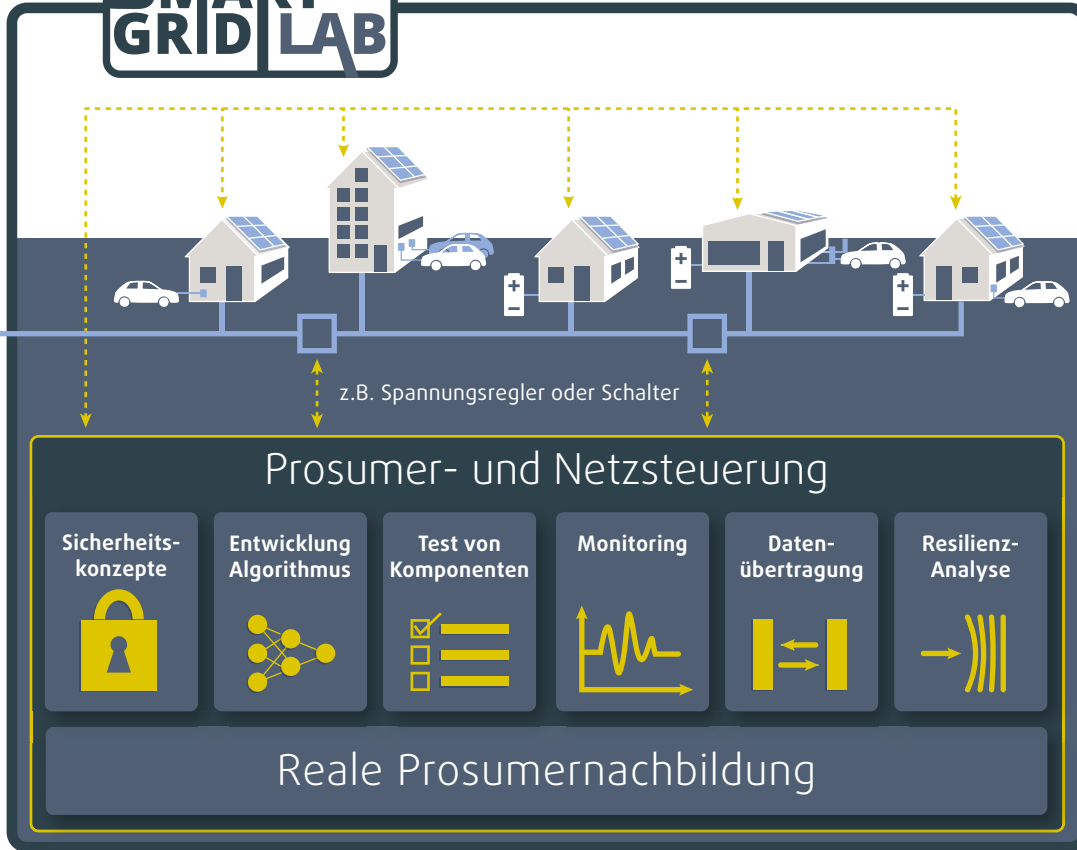 SMART
GRID LAB
z.B. Spannungsregler oder Schalter
Prosumer- und Netzsteuerung
Sicherheits-
konzepte
Entwicklung
Algorithmus
Test von
Komponenten
Monitoring
Daten-
übertragung
Resilienz-
Analyse
Reale Prosumernachbildung